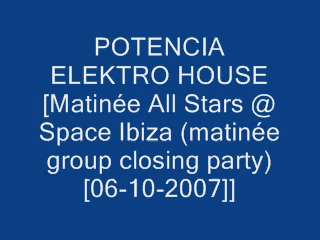 POTENCIA
ELEKTRO HOUSE
[Matinée All Stars @
Space Ibiza (matinée
group closing party)
[06-10-2007]]